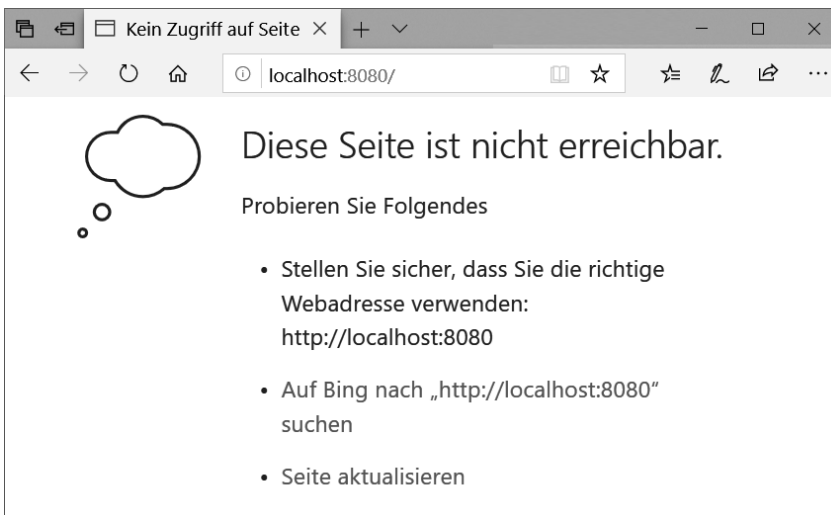 Kein Zugriff auf Seite
localhost:8080/
Diese Seite ist nicht erreichbar.
Probieren Sie Folgendes
• Stellen Sie sicher, dass Sie die richtige
Webadresse verwenden:
http://localhost:8080
• Auf Bing nach „http://localhost:8080“
suchen
• Seite aktualisieren